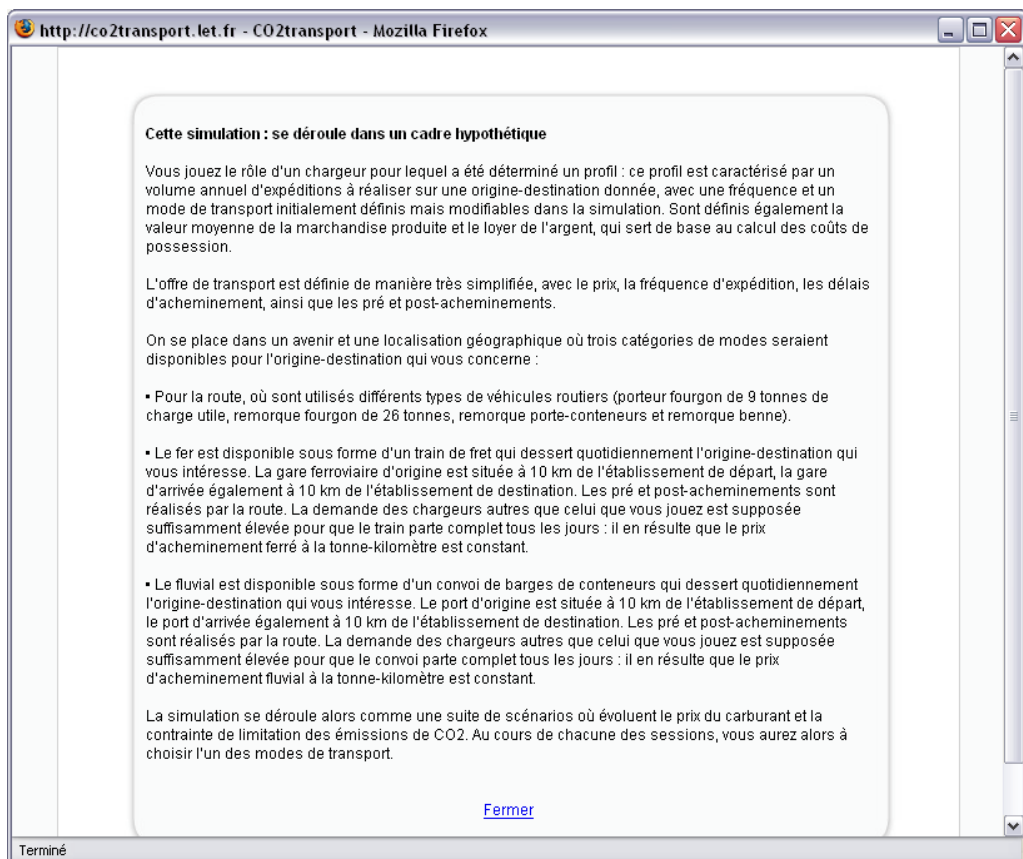 http://co2transport.let.fr - CO2transport - Mozilla Firefox
Cette simulation : se déroule dans un cadre hypothétique
Vous jouez le rôle d'un chargeur pour lequel a été déterminé un profil : ce profil est caractérisé par un
volume annuel d'expéditions à réaliser sur une origine-destination donnée, avec une fréquence et un
mode de transport initialement définis mais modifiables dans la simulation. Sont définis également la
valeur moyenne de la marchandise produite et le loyer de l'argent, qui sert de base au calcul des coûts de
possession.
L'offre de transport est définie de manière très simplifiée, avec le prix, la fréquence d'expédition, les délais
d'acheminement, ainsi que les pré et post-acheminements.
On se place dans un avenir et une localisation géographique où trois catégories de modes seraient
disponibles pour l'origine-destination qui vous concerne :
▪ Pour la route, où sont utilisés différents types de véhicules routiers (porteur fourgon de 9 tonnes de
charge utile, remorque fourgon de 26 tonnes, remorque porte-conteneurs et remorque benne).
▪ Le fer est disponible sous forme d'un train de fret qui dessert quotidiennement l'origine-destination qui
vous intéresse. La gare ferroviaire d'origine est située à 10 km de l'établissement de départ, la gare
d'arrivée également à 10 km de l'établissement de destination. Les pré et post-acheminements sont
réalisés par la route. La demande des chargeurs autres que celui que vous jouez est supposée
suffisamment élevée pour que le train parte complet tous les jours : il en résulte que le prix
d'acheminement ferré à la tonne-kilomètre est constant.
▪ Le fluvial est disponible sous forme d'un convoi de barges de conteneurs qui dessert quotidiennement
l'origine-destination qui vous intéresse. Le port d'origine est située à 10 km de l'établissement de départ,
le port d'arrivée également à 10 km de l'établissement de destination. Les pré et post-acheminements
sont réalisés par la route. La demande des chargeurs autres que celui que vous jouez est supposée
suffisamment élevée pour que le convoi parte complet tous les jours : il en résulte que le prix
d'acheminement fluvial à la tonne-kilomètre est constant.
La simulation se déroule alors comme une suite de scénarios où évoluent le prix du carburant et la
contrainte de limitation des émissions de CO2. Au cours de chacune des sessions, vous aurez alors à
choisir l'un des modes de transport.
Fermer
Terminé